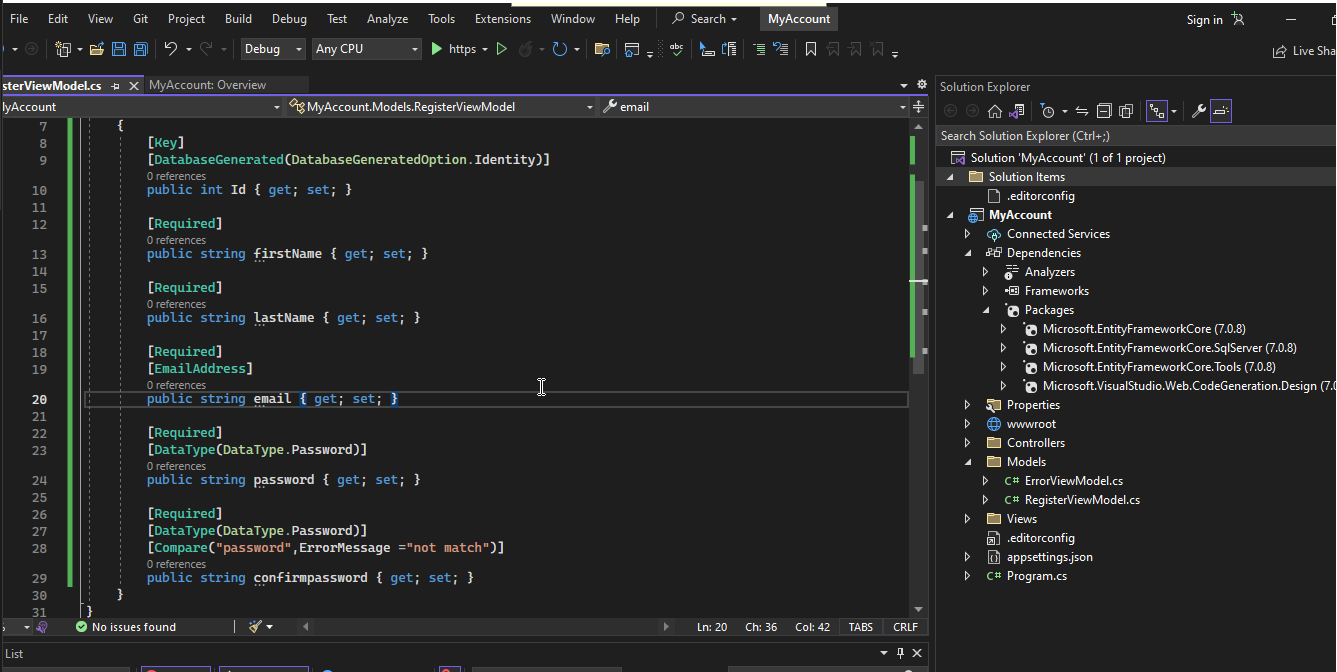 File Edit View Git Project Build Debug Test Analyze Tools Extensions Window Help Search MyAccount Sign in
Debug Any CPU https Live Sha
sterViewModel.cs MyAccount: Overview
MyAccount MyAccount.Models.RegisterViewModel email
7 {
8 [Key]
9 [DatabaseGenerated(DatabaseGeneratedOption.Identity)]
0 references
10 public int Id { get; set; }
11
12 [Required]
0 references
13 public string firstName { get; set; }
14
15 [Required]
0 references
16 public string lastName { get; set; }
17
18 [Required]
19 [EmailAddress]
0 references
20 public string email { get; set; }
21
22 [Required]
23 [DataType(DataType.Password)]
0 references
24 public string password { get; set; }
25
26 [Required]
27 [DataType(DataType.Password)]
28 [Compare("password",ErrorMessage ="not match")]
0 references
29 public string confirmpassword { get; set; }
30 }
31 }
No issues found Ln: 20 Ch: 36 Col: 42 TABS CRLF
List
Solution Explorer
Search Solution Explorer (Ctrl+;)
Solution 'MyAccount' (1 of 1 project)
Solution Items
.editorconfig
MyAccount
Connected Services
Dependencies
Analyzers
Frameworks
Packages
Microsoft.EntityFrameworkCore (7.0.8)
Microsoft.EntityFrameworkCore.SqlServer (7.0.8)
Microsoft.EntityFrameworkCore.Tools (7.0.8)
Microsoft.VisualStudio.Web.CodeGeneration.Design (7.0
Properties
wwwroot
Controllers
Models
C# ErrorViewModel.cs
C# RegisterViewModel.cs
Views
.editorconfig
appsettings.json
C# Program.cs